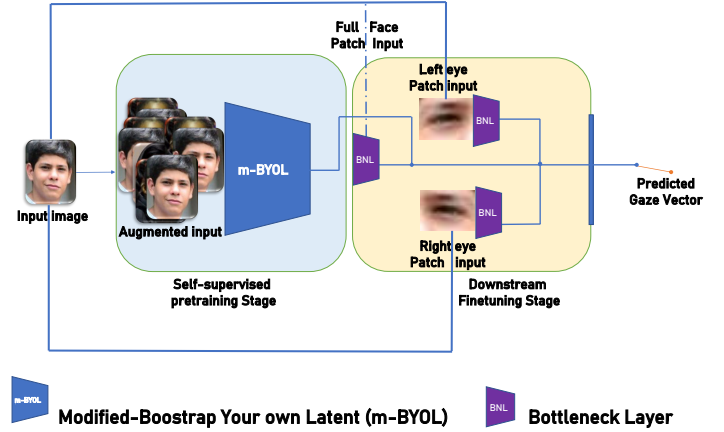 Full Face
Patch Input
Left eye
Patch input
BNL
m-BYOL
BNL
BNL
Input image
Augmented input
Right eye
Patch input
Predicted
Gaze Vector
Self-supervised
pretraining Stage
Downstream
Finetuning Stage
m-BYOL
Modified-Boostrap Your own Latent (m-BYOL)
BNL
Bottleneck Layer